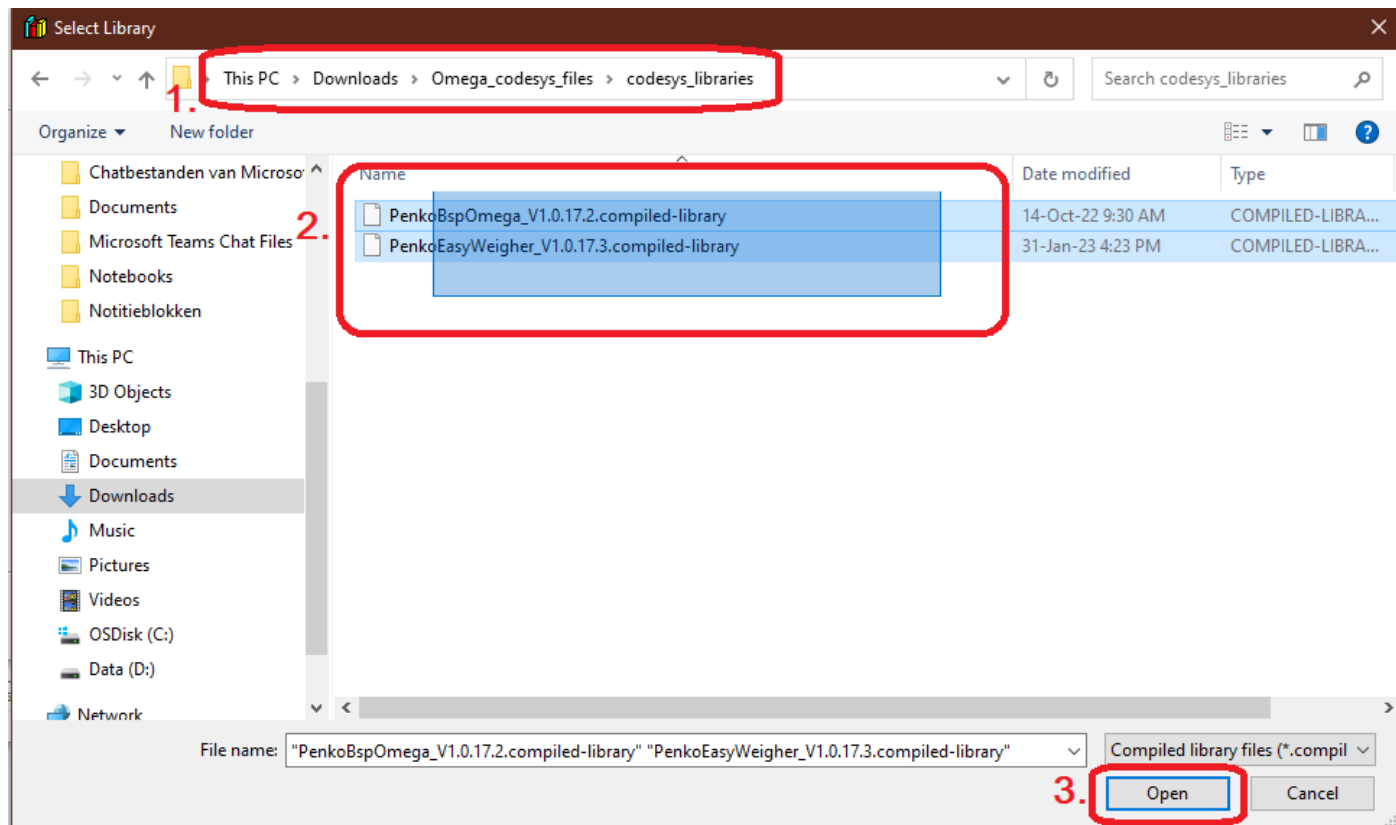 Select Library
This PC > Downloads > Omega_codesys_files > codesys_libraries
Search codesys_libraries
1.
Organize
New folder
Name
Date modified
Type
Chatbestanden van Microso
Documents
Microsoft Teams Chat Files
Notebooks
Notitieblokken
This PC
3D Objects
Desktop
Documents
Downloads
Music
Pictures
Videos
OSDisk (C:)
Data (D:)
Network
2.
PenkoBspOmega_V1.0.17.2.compiled-library
14-Oct-22 9:30 AM
COMPILED-LIBRA...
PenkoEasyWeigher_V1.0.17.3.compiled-library
31-Jan-23 4:23 PM
COMPILED-LIBRA...
File name:
"PenkoBspOmega_V1.0.17.2.compiled-library" "PenkoEasyWeigher_V1.0.17.3.compiled-library"
Compiled library files (*.compil
3.
Open
Cancel